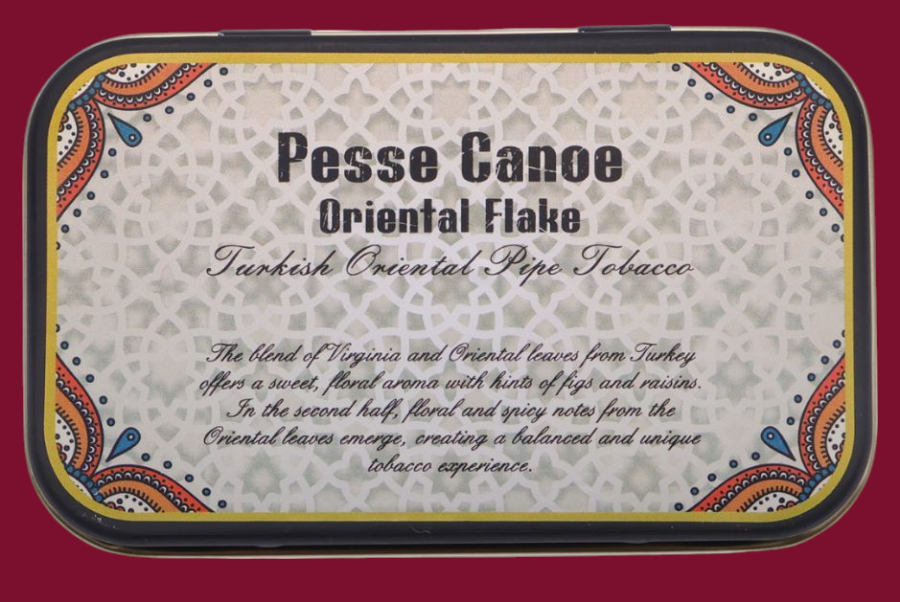 Pesse Canoe
Oriental Flake
Turkish Oriental Pipe Tobacco
The blend of Virginia and Oriental leaves from Turkey
offers a sweet, floral aroma with hints of figs and raisins.
In the second half, floral and spicy notes from the
Oriental leaves emerge, creating a balanced and unique
tobacco experience.